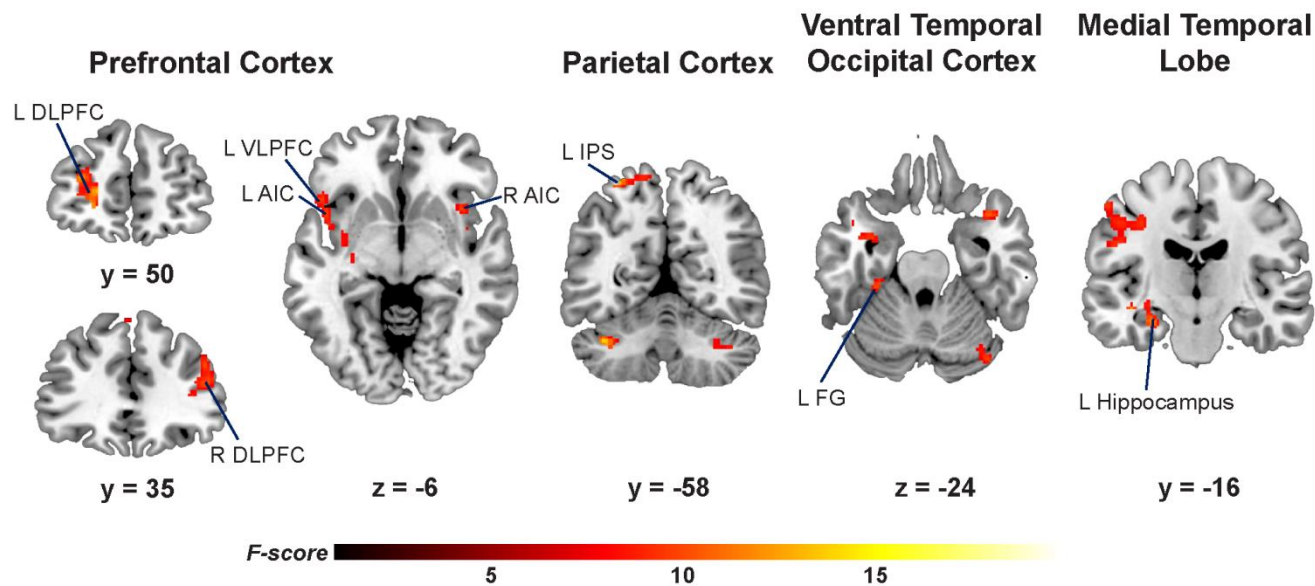 Prefrontal Cortex
Parietal Cortex
Ventral Temporal
Occipital Cortex
Medial Temporal
Lobe
L DLPFC
L VLPFC
L AIC
R AIC
L IPS
y = 50
R DLPFC
L FG
L Hippocampus
y = 35
z = -6
y = -58
z = -24
y = -16
F-score
5
10
15